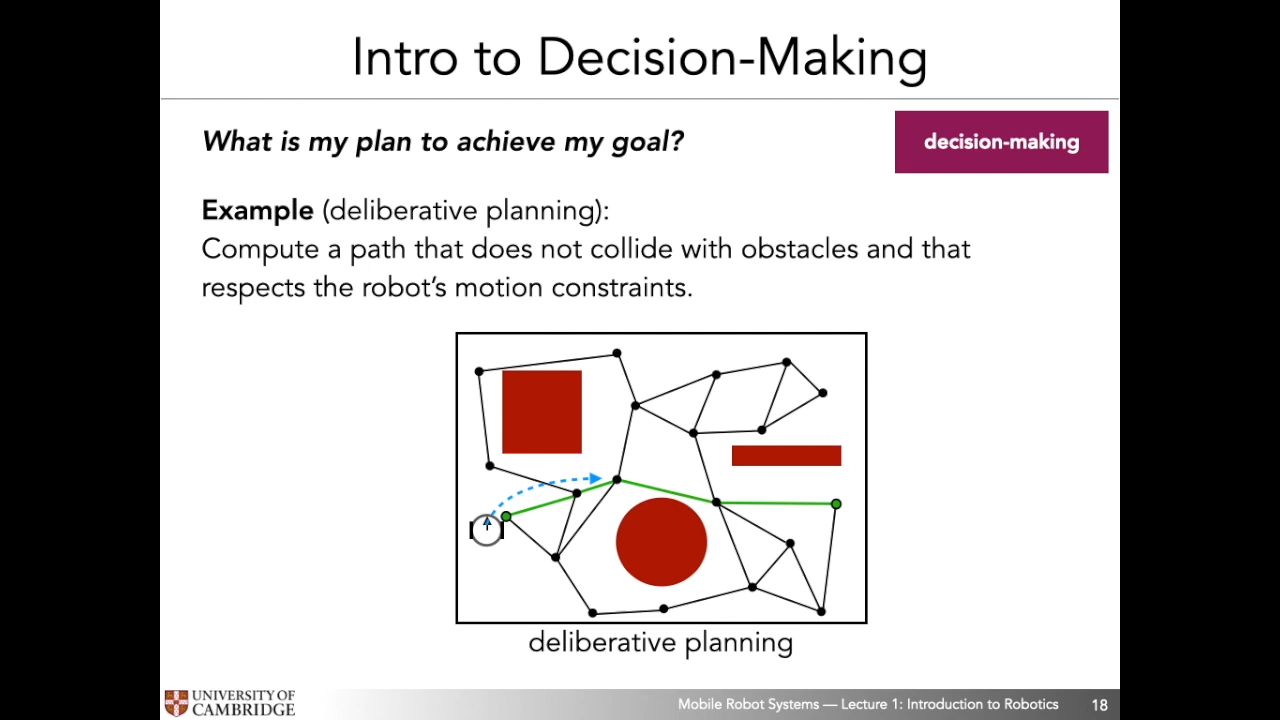 Intro to Decision-Making
What is my plan to achieve my goal?
decision-making
Example (deliberative planning):
Compute a path that does not collide with obstacles and that
respects the robot’s motion constraints.
deliberative planning
UNIVERSITY OF
CAMBRIDGE
Mobile Robot Systems — Lecture 1: Introduction to Robotics
18